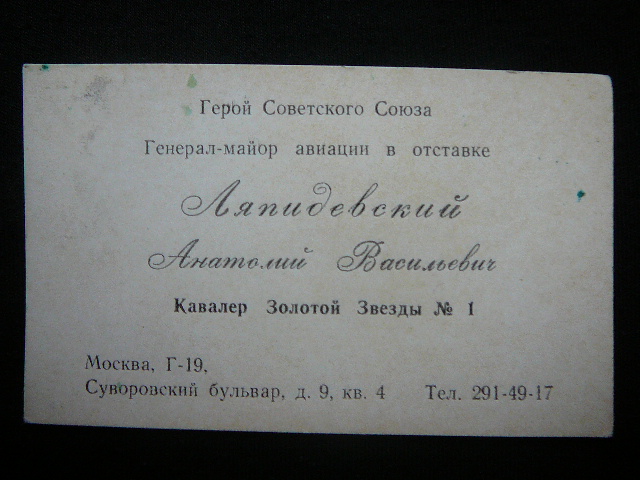 Герой Советского Союза
Генерал-майор авиации в отставке
Ляпидевский
Анатолий Васильевич
Кавалер Золотой Звезды № 1
Москва, Г-19,
Суворовский бульвар, д. 9, кв. 4 Тел. 291-49-17